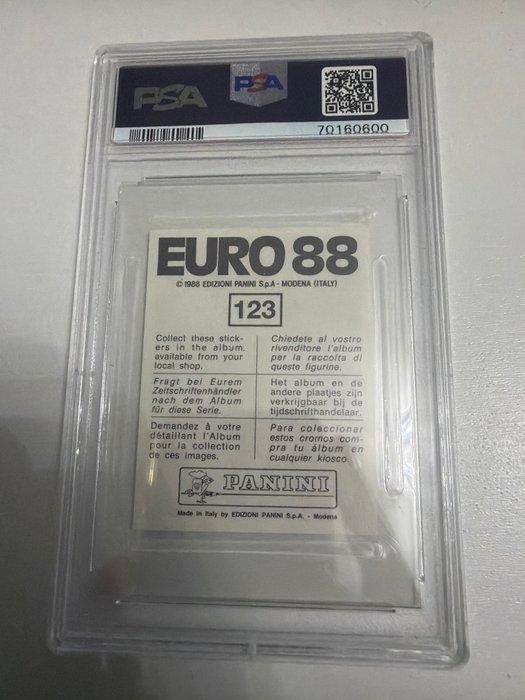 PSA
PSA
70160600
EURO 88
© 1988 EDIZIONI PANINI S.p.A - MODENA (ITALY)
123
Collect these stick-
ers in the album.
available from your
local shop.
Chiedete al vostro
rivenditore l'album
per la raccolta di
queste figurine.
Fragt bei Eurem
Zeitschriftenhändler
nach dem Album
für diese Serie.
Het album en de
andere plaatjes zijn
verkrijgbaar bij de
tijdschrifthandelaar.
Demandez à votre
détaillant l'Album
pour la collection
de ces images.
Para coleccionar
estos cromos com-
pra tu álbum en
cualquier kiosco.
PANINI
Made in Italy by EDIZIONI PANINI S.p.A. - Modena